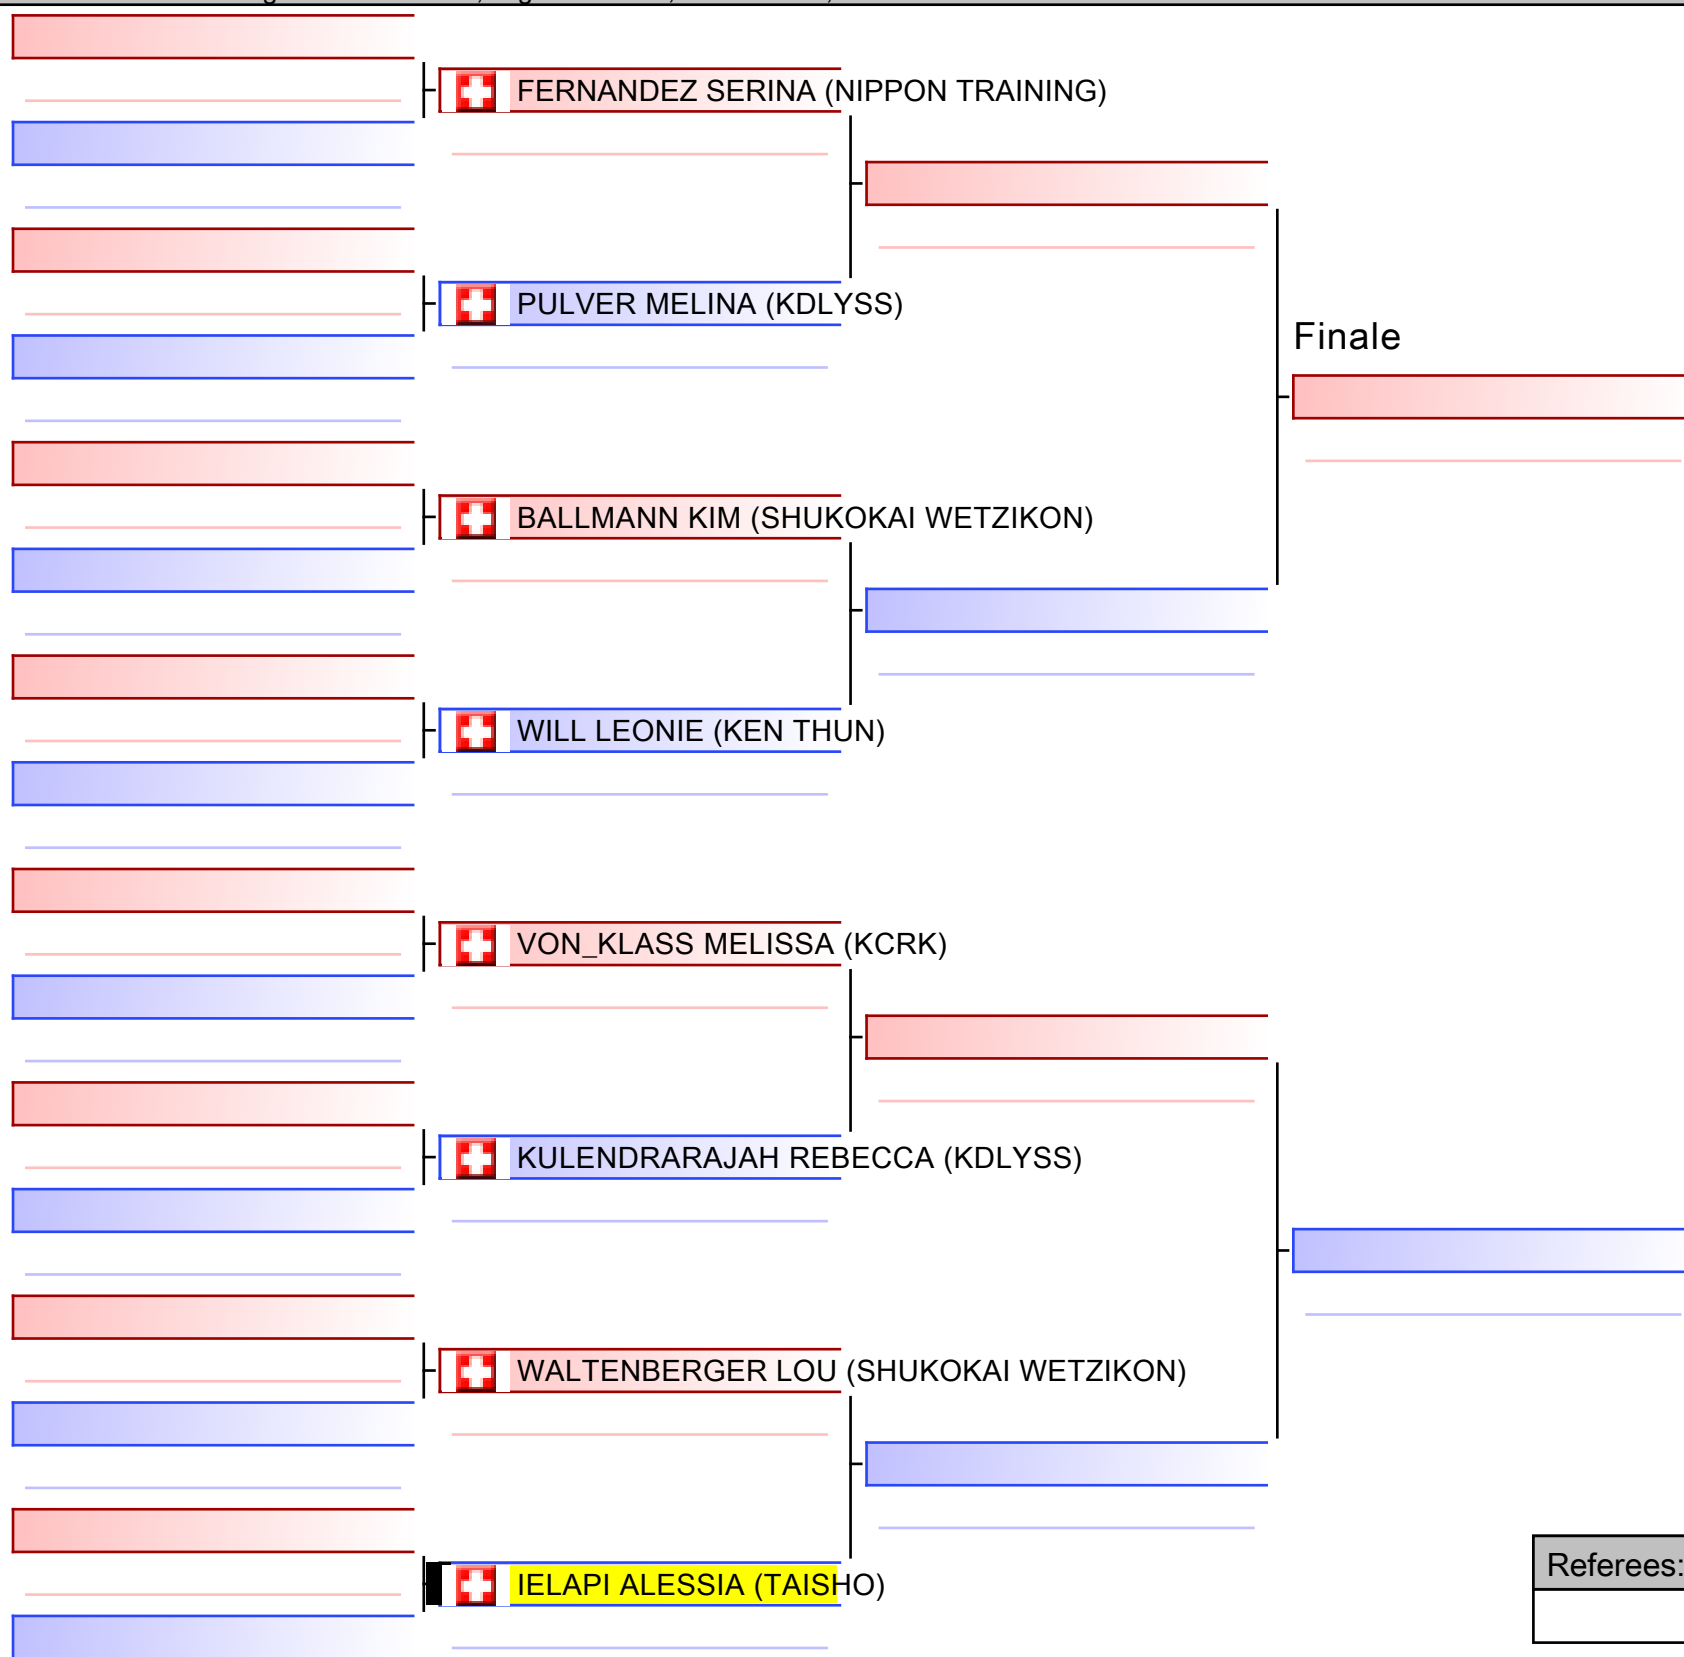 FERNANDEZ SERINA (NIPPON TRAINING)
PULVER MELINA (KDLYSS)
Finale
BALLMANN KIM (SHUKOKAI WETZIKON)
WILL LEONIE (KEN THUN)
VON_KLASS MELISSA (KCRK)
KULENDRARAJAH REBECCA (KDLYSS)
WALTENBERGER LOU (SHUKOKAI WETZIKON)
IELAPI ALESSIA (TAISHO)
Referees: